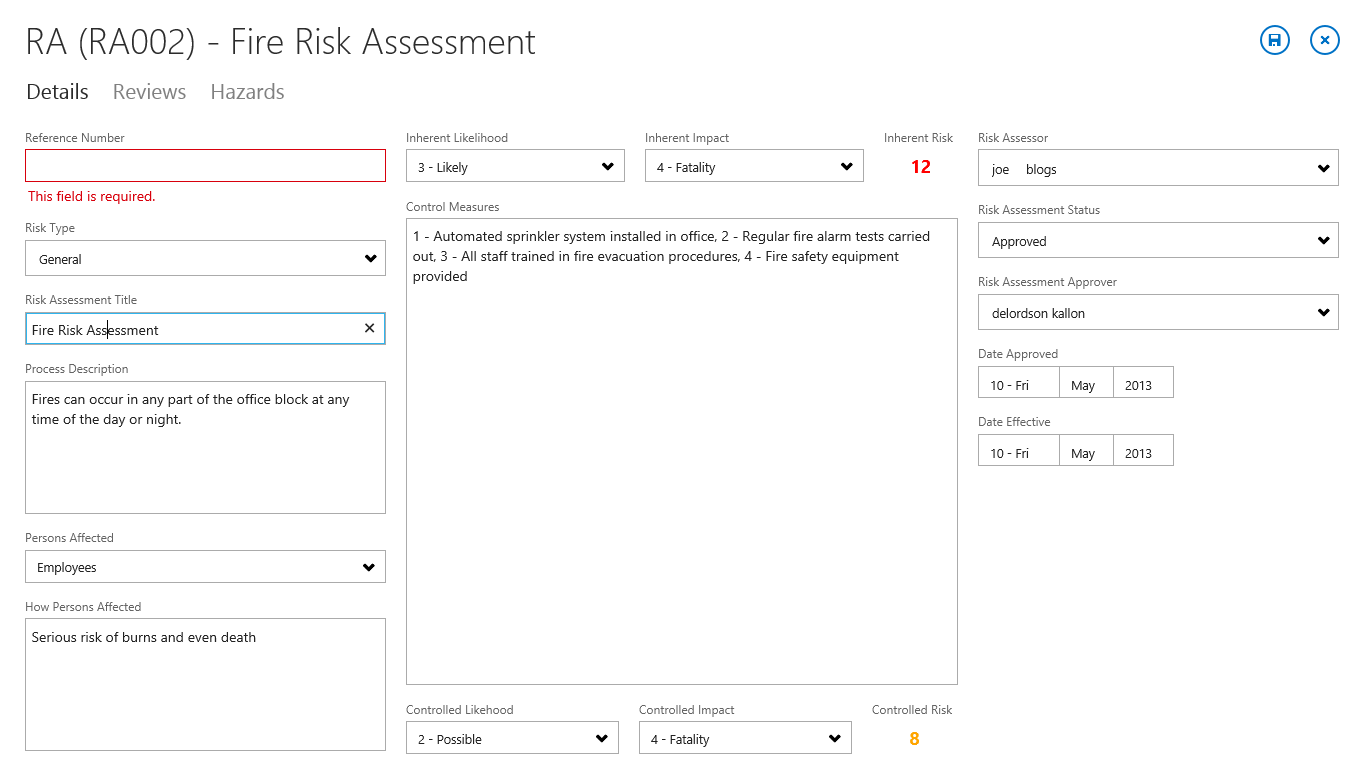 RA (RA002) - Fire Risk Assessment
Details Reviews Hazards
Reference Number
This field is required.
Risk Type
General
Risk Assessment Title
Fire Risk Assessment
Process Description
Fires can occur in any part of the office block at any
time of the day or night.
Persons Affected
Employees
How Persons Affected
Serious risk of burns and even death
Inherent Likelihood
3 - Likely
Inherent Impact
4 - Fatality
Inherent Risk
12
Control Measures
1 - Automated sprinkler system installed in office, 2 - Regular fire alarm tests carried
out, 3 - All staff trained in fire evacuation procedures, 4 - Fire safety equipment
provided
Controlled Likehood
2 - Possible
Controlled Impact
4 - Fatality
Controlled Risk
8
Risk Assessor
joe blogs
Risk Assessment Status
Approved
Risk Assessment Approver
delordson kallon
Date Approved
10 - Fri May 2013
Date Effective
10 - Fri May 2013